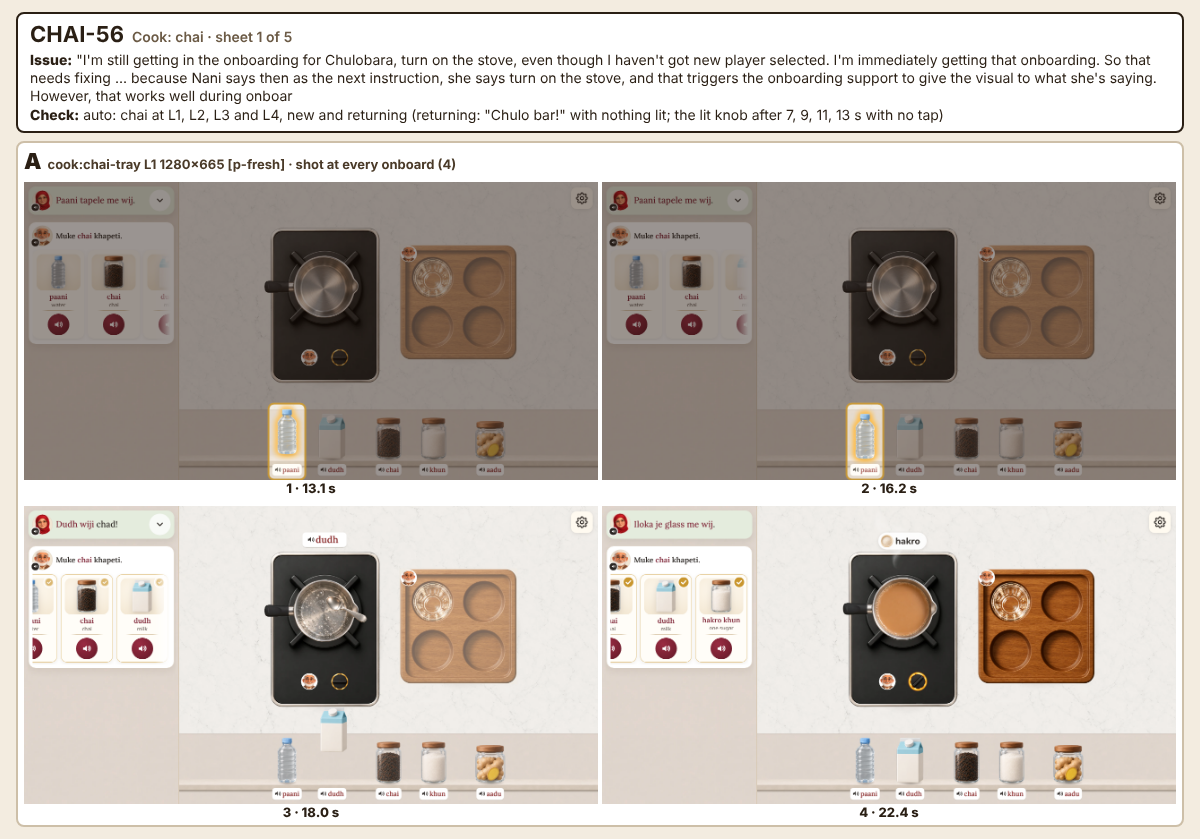 CHAI-56 Cook: chai · sheet 1 of 5
Issue: "I'm still getting in the onboarding for Chulobara, turn on the stove, even though I haven't got new player selected. I'm immediately getting that onboarding. So that
needs fixing ... because Nani says then as the next instruction, she says turn on the stove, and that triggers the onboarding support to give the visual to what she's saying.
However, that works well during onboar
Check: auto: chai at L1, L2, L3 and L4, new and returning (returning: "Chulo bar!" with nothing lit; the lit knob after 7, 9, 11, 13 s with no tap)
A cook:chai-tray L1 1280×665 [p-fresh] · shot at every onboard (4)
Paani tapele me wij.
Muke chai khapeti.
paani chai
water chai
paani dudh chai khun aadu
1 · 13.1 s
Paani tapele me wij.
Muke chai khapeti.
paani chai
water chai
paani dudh chai khun aadu
2 · 16.2 s
Dudh wiji chad!
dudh
Muke chai khapeti.
chai dudh
chai milk
paani dudh chai khun aadu
3 · 18.0 s
Iloka je glass me wij.
hakro
Muke chai khapeti.
dudh hakro khun
milk one sugar
paani dudh chai khun aadu
4 · 22.4 s